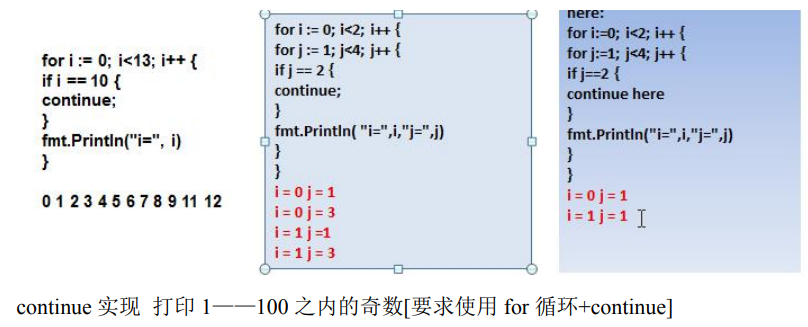 for i := 0; i<13; i++ {
if i == 10 {
continue;
}
fmt.Println("i=", i)
}
0 1 2 3 4 5 6 7 8 9 11 12
for i := 0; i<2; i++ {
for j := 1; j<4; j++ {
if j == 2 {
continue;
}
fmt.Println( "i=",i,"j=",j)
}
}
i = 0 j = 1
i = 0 j = 3
i = 1 j =1
i = 1 j = 3
here:
for i:=0; i<2; i++ {
for j:=1; j<4; j++ {
if j==2 {
continue here
}
fmt.Println("i=",i,"j=",j)
}
}
i = 0 j = 1
i = 1 j = 1
continue 实现 打印 1——100 之内的奇数[要求使用 for 循环+continue]